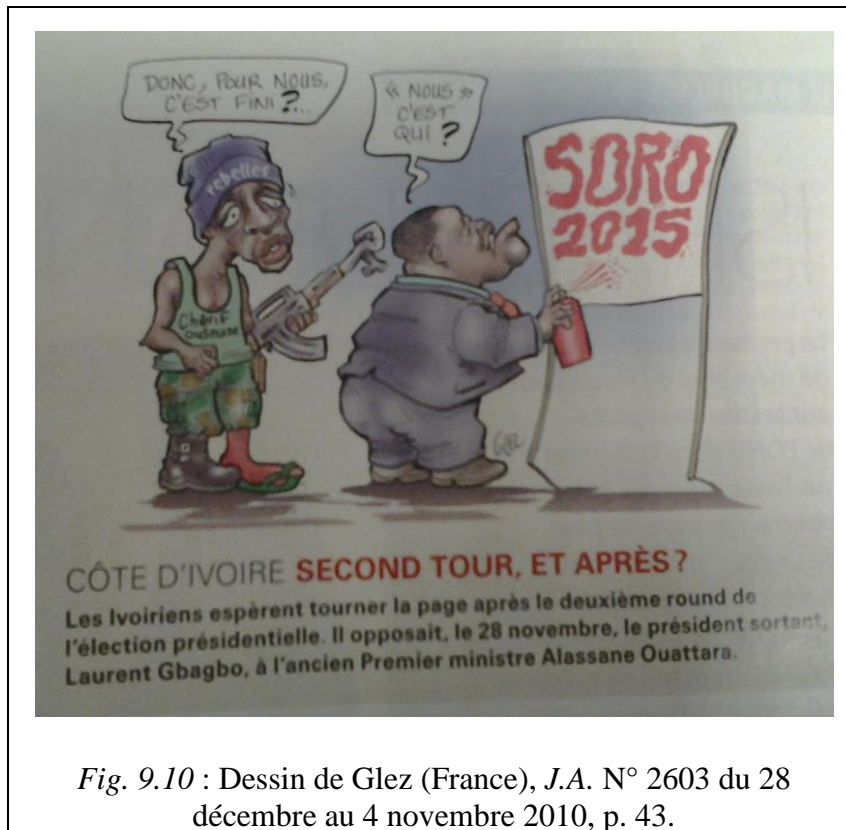 DONC, POUR NOUS,
C'EST FINI ?...
« NOUS »
C'EST
QUI ?
rebelles
Chérif
Ousmane
SORO
2015
GLEZ
CÔTE D'IVOIRE SECOND TOUR, ET APRÈS ?
Les Ivoiriens espèrent tourner la page après le deuxième round de
l'élection présidentielle. Il opposait, le 28 novembre, le président sortant,
Laurent Gbagbo, à l'ancien Premier ministre Alassane Ouattara.
Fig. 9.10 : Dessin de Glez (France), J.A. N° 2603 du 28
décembre au 4 novembre 2010, p. 43.